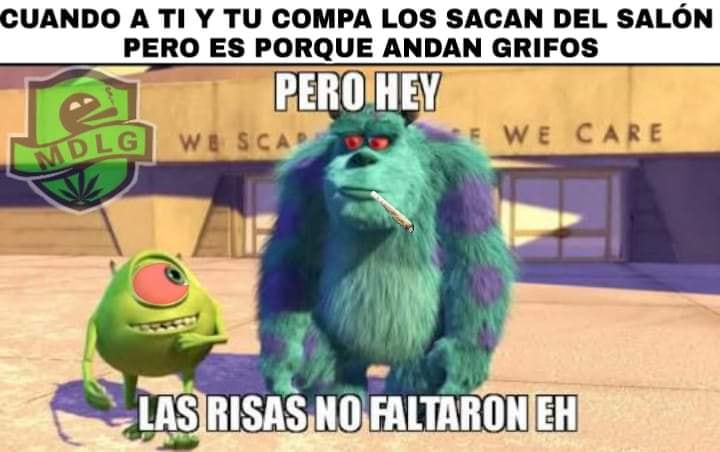 CUANDO A TI Y TU COMPA LOS SACAN DEL SALÓN
PERO ES PORQUE ANDAN GRIFOS
PERO HEY
MDLG
WE SCA
E WE CARE
LAS RISAS NO FALTARON EH